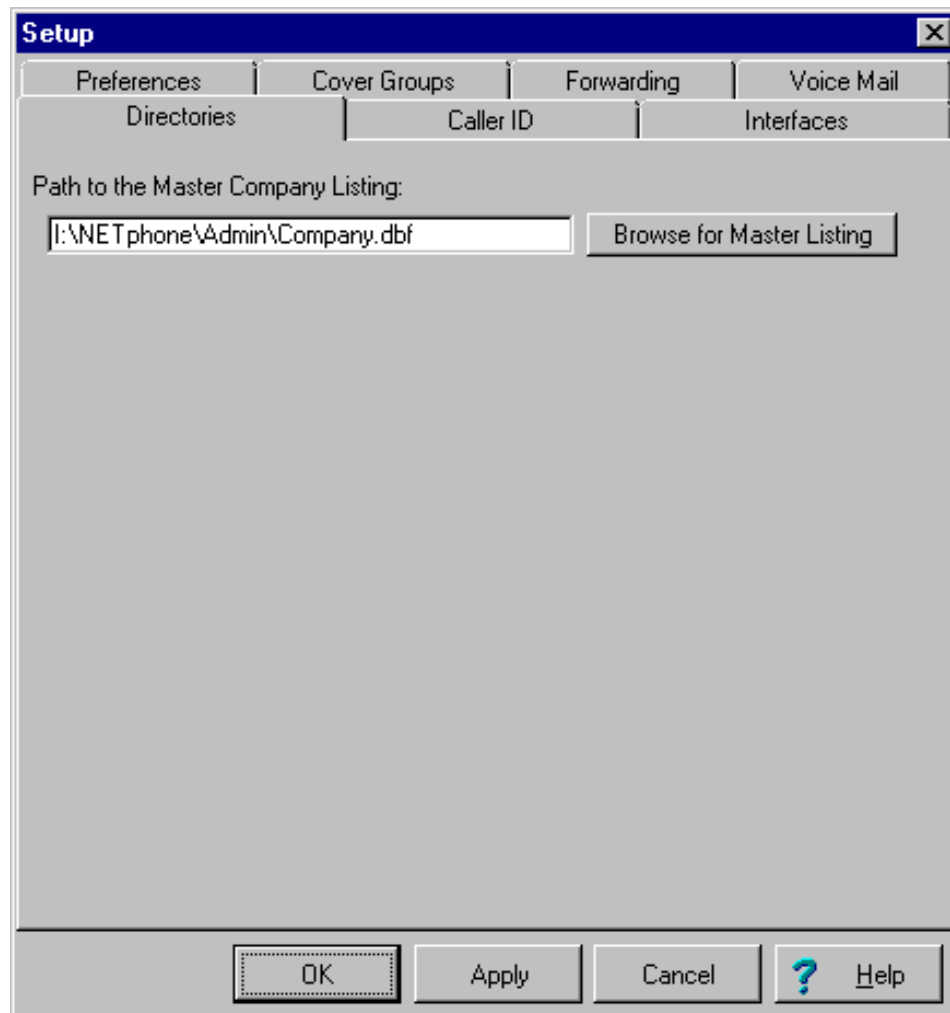 Setup
Preferences Cover Groups Forwarding Voice Mail
Directories Caller ID Interfaces
Path to the Master Company Listing:
I:\NETphone\Admin\Company.dbf Browse for Master Listing
OK Apply Cancel ? Help